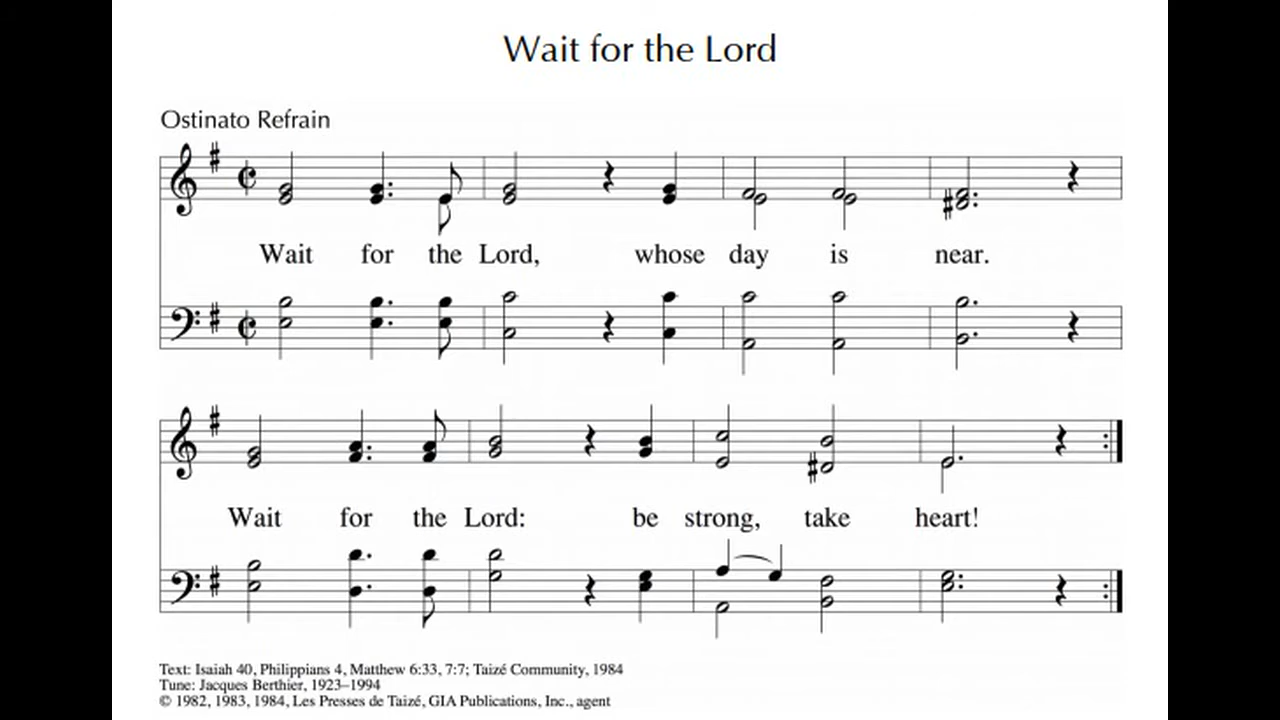 Wait for the Lord
Ostinato Refrain
Wait for the Lord, whose day is near.
Wait for the Lord: be strong, take heart!
Text: Isaiah 40, Philippians 4, Matthew 6:33, 7:7; Taizé Community, 1984
Tune: Jacques Berthier, 1923–1994
© 1982, 1983, 1984, Les Presses de Taizé, GIA Publications, Inc., agent